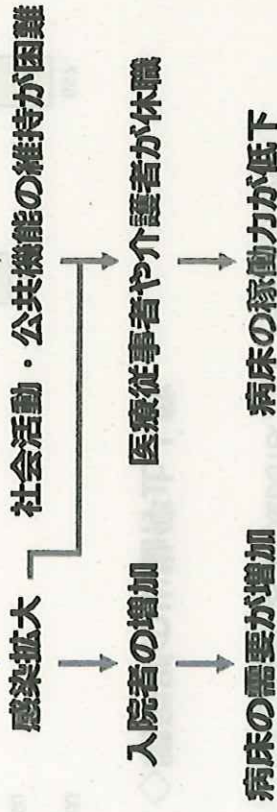 感染拡大
社会活動・公共機能の維持が困難
入院者の増加
医療従事者や介護者が休職
病床の需要が増加
病床の稼働力が低下